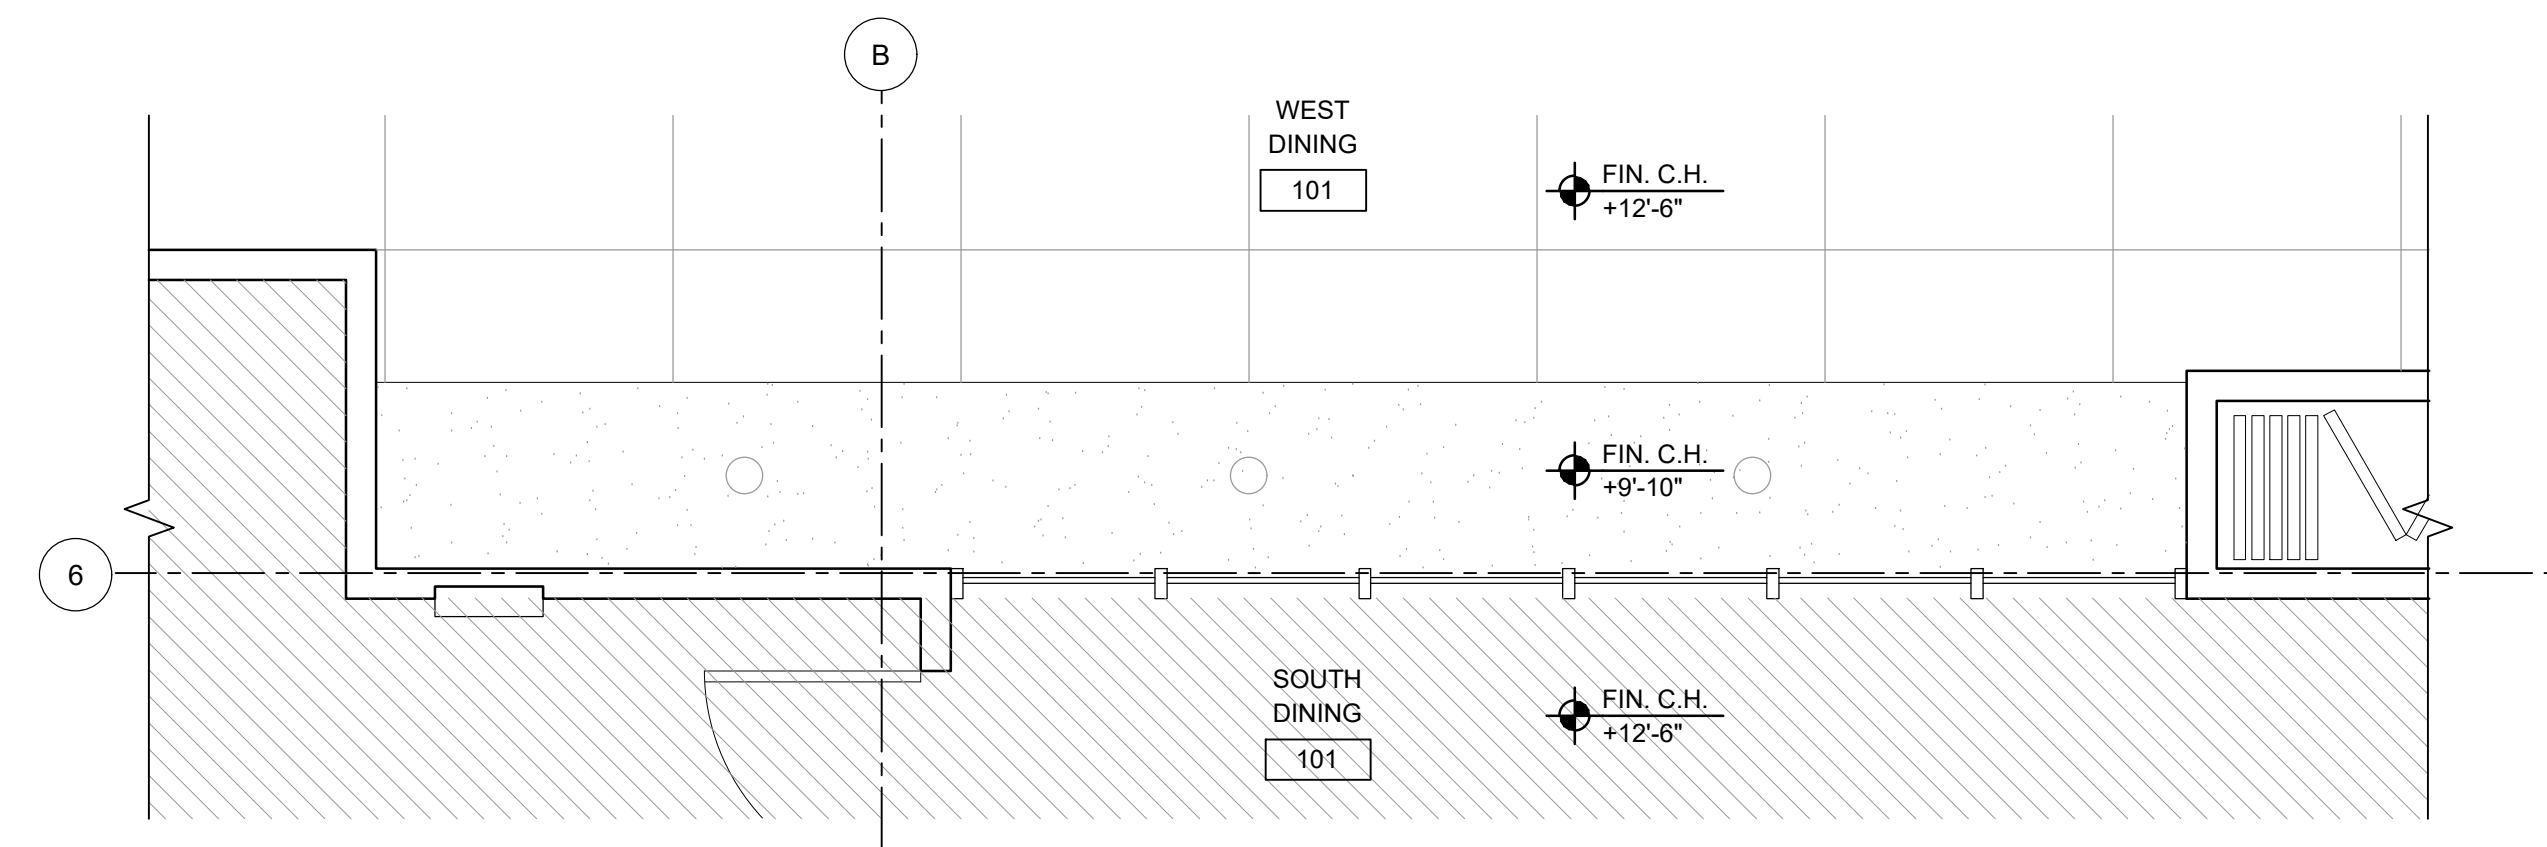 B
WEST
DINING
101
FIN. C.H.
+12'-6"
FIN. C.H.
+9'-10"
6
SOUTH
DINING
101
FIN. C.H.
+12'-6"